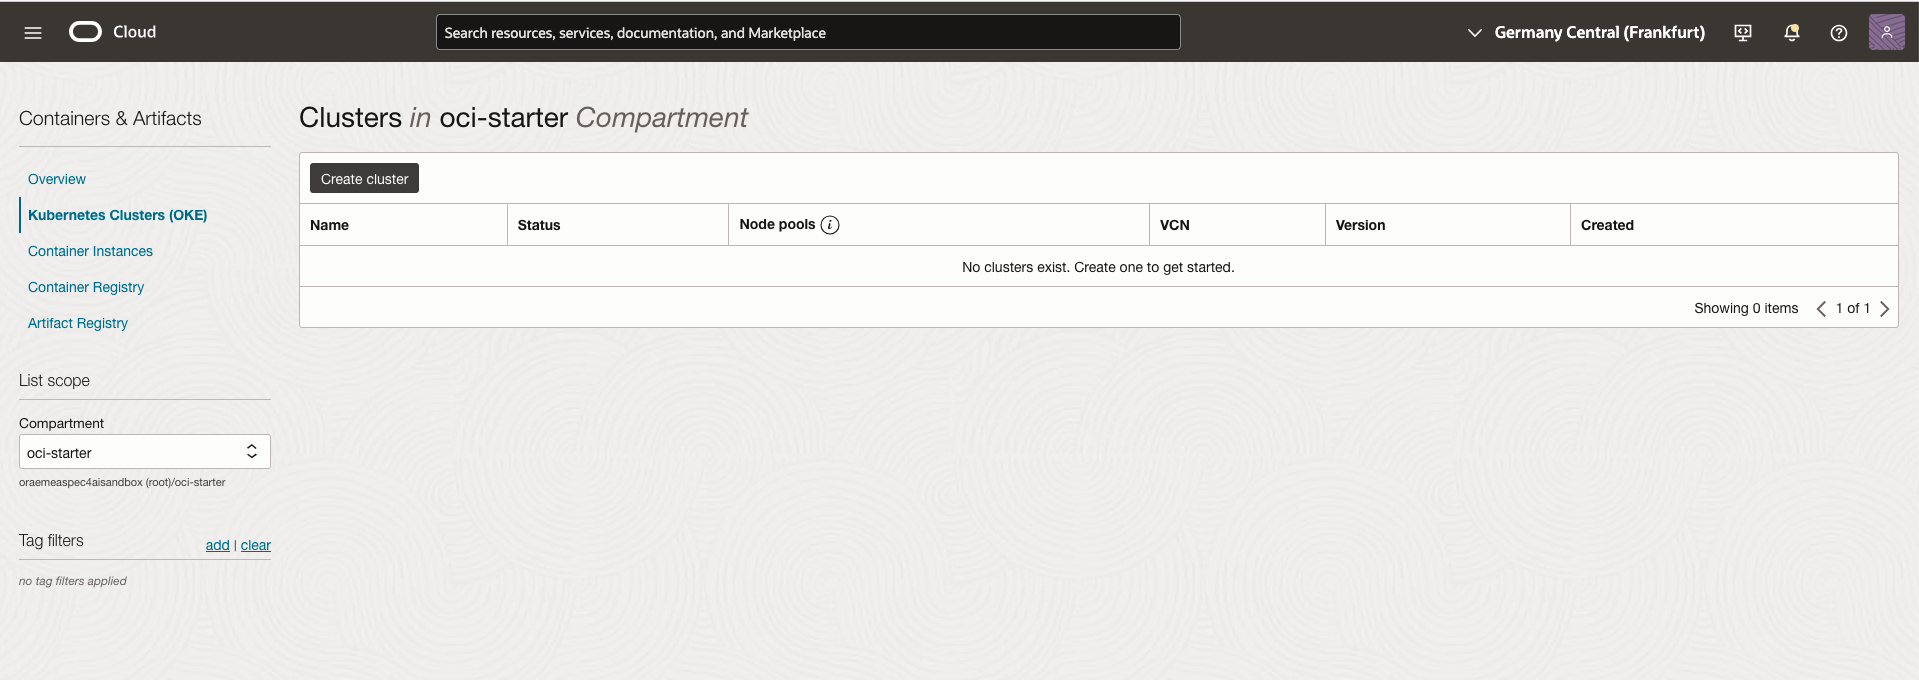 Cloud
Search resources, services, documentation, and Marketplace
Germany Central (Frankfurt)
Containers & Artifacts
Overview
Kubernetes Clusters (OKE)
Container Instances
Container Registry
Artifact Registry
List scope
Compartment
oci-starter
oraemeaspec4aisandbox (root)/oci-starter
Tag filters add | clear
no tag filters applied
Clusters in oci-starter Compartment
Create cluster
Name Status Node pools i VCN Version Created
No clusters exist. Create one to get started.
Showing 0 items < 1 of 1 >